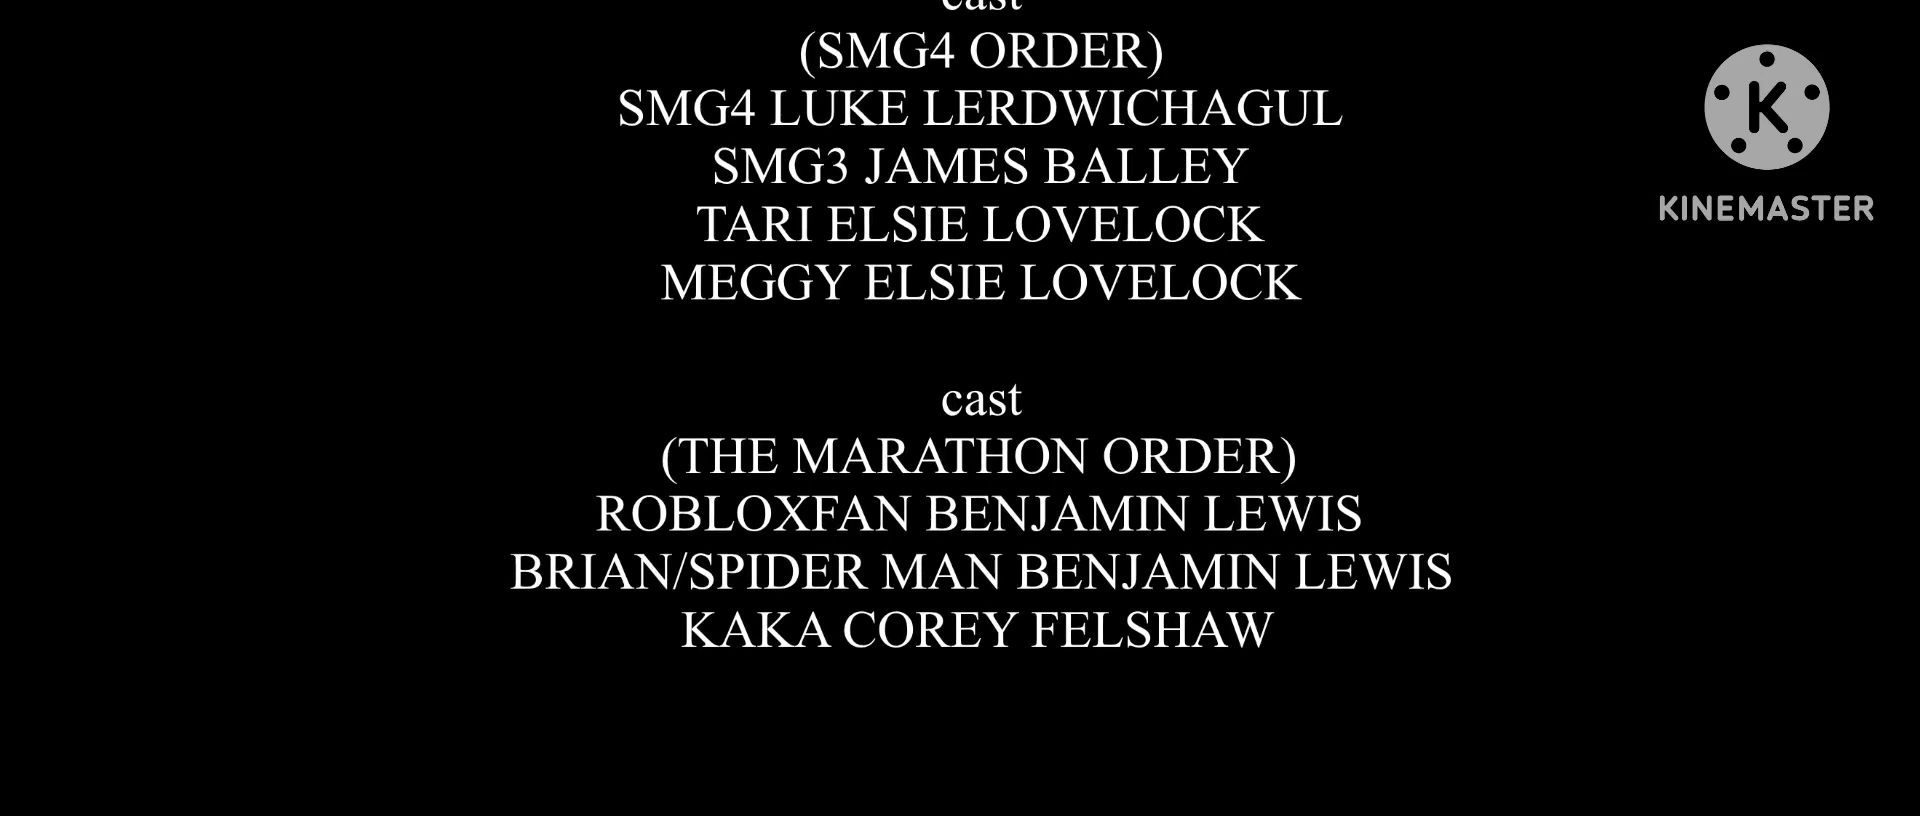 cast
(SMG4 ORDER)
SMG4 LUKE LERDWICHAGUL
SMG3 JAMES BALLEY
TARI ELSIE LOVELOCK
MEGGY ELSIE LOVELOCK
cast
(THE MARATHON ORDER)
ROBLOXFAN BENJAMIN LEWIS
BRIAN/SPIDER MAN BENJAMIN LEWIS
KAKA COREY FELSHAW
K
KINEMASTER